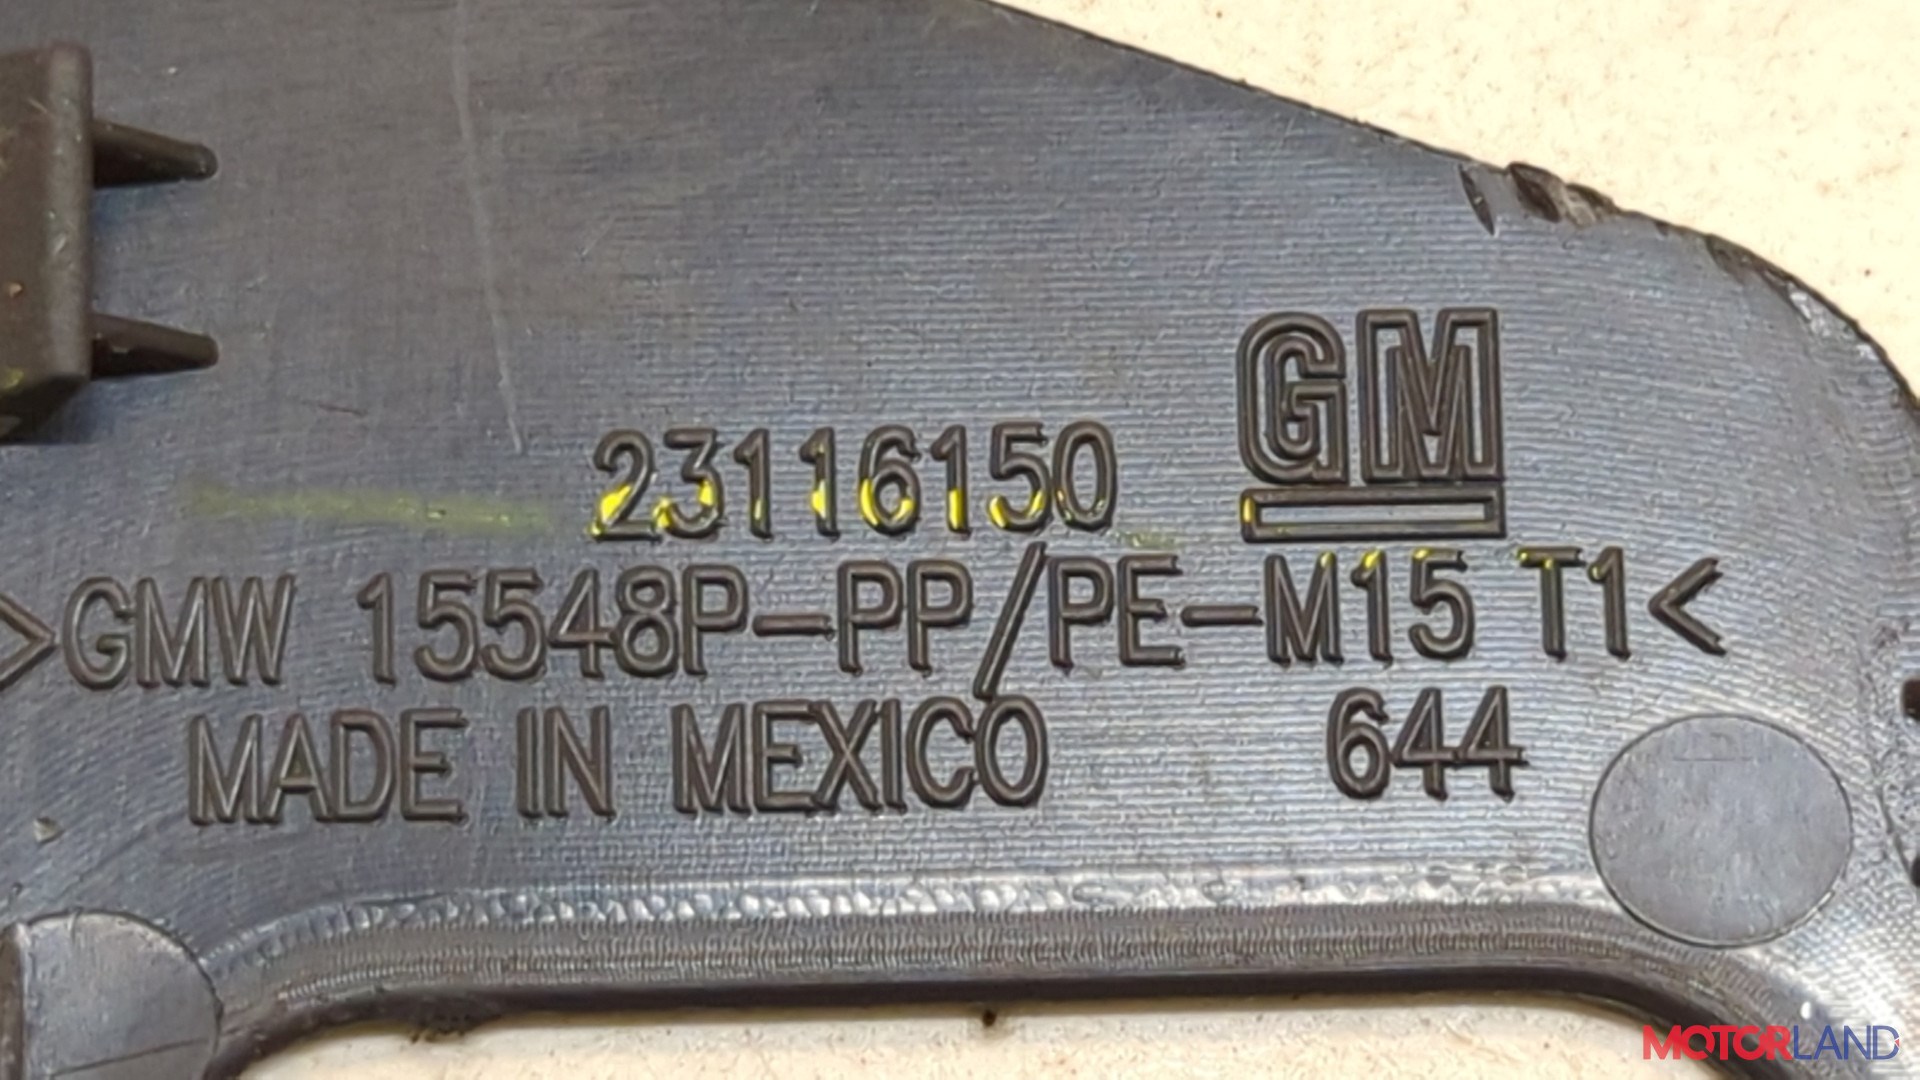 GM
23116150
>GMW 15548P-PP/PE-M15 T1<
MADE IN MEXICO 644
MOTORLAND